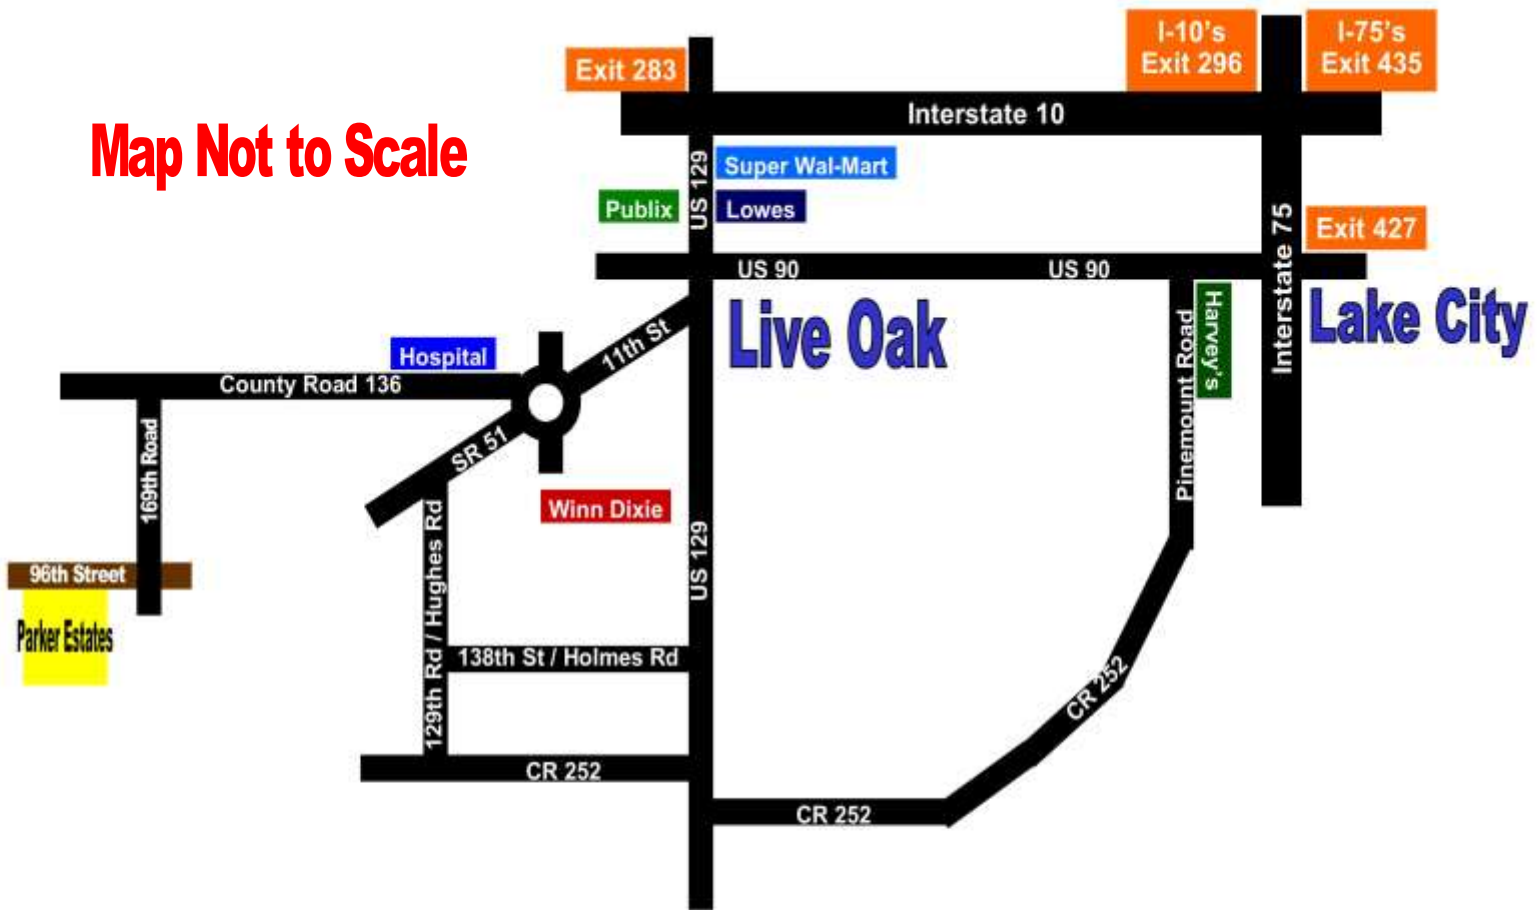 I-10's
Exit 296
I-75's
Exit 435
Exit 283
Interstate 10
Map Not to Scale
US 129
Super Wal-Mart
Publix
Lowes
Interstate 75
Exit 427
US 90
US 90
Live Oak
Lake City
Harvey's
Pinemount Road
11th St
Hospital
County Road 136
SR 51
169th Road
Winn Dixie
129th Rd / Hughes Rd
US 129
96th Street
Parker Estates
138th St / Holmes Rd
CR 252
CR 252
CR 252